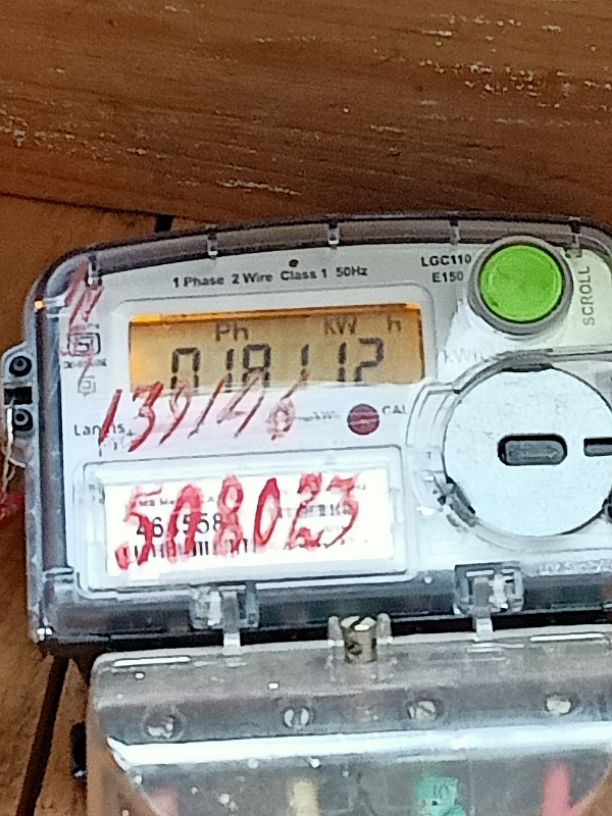 1 Phase 2 Wire Class 1 50Hz
LGC110
E150
SCROLL
Ph kW h
018112
139146
CAL
508023